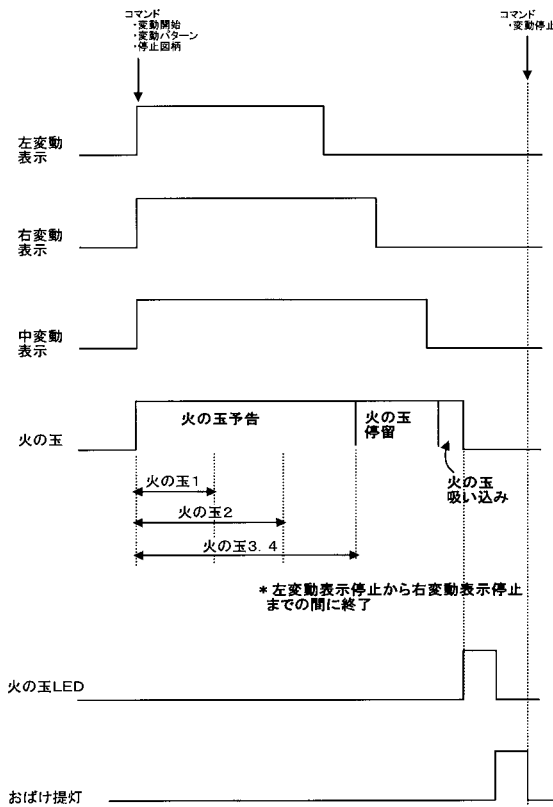 コマンド
・変動開始
・変動パターン
・停止図柄
コマンド
・変動停止
左変動
表示
右変動
表示
中変動
表示
火の玉
火の玉予告
火の玉
停留
火の玉
吸い込み
火の玉1
火の玉2
火の玉3．4
＊左変動表示停止から右変動表示停止
までの間に終了
火の玉LED
おばけ提灯